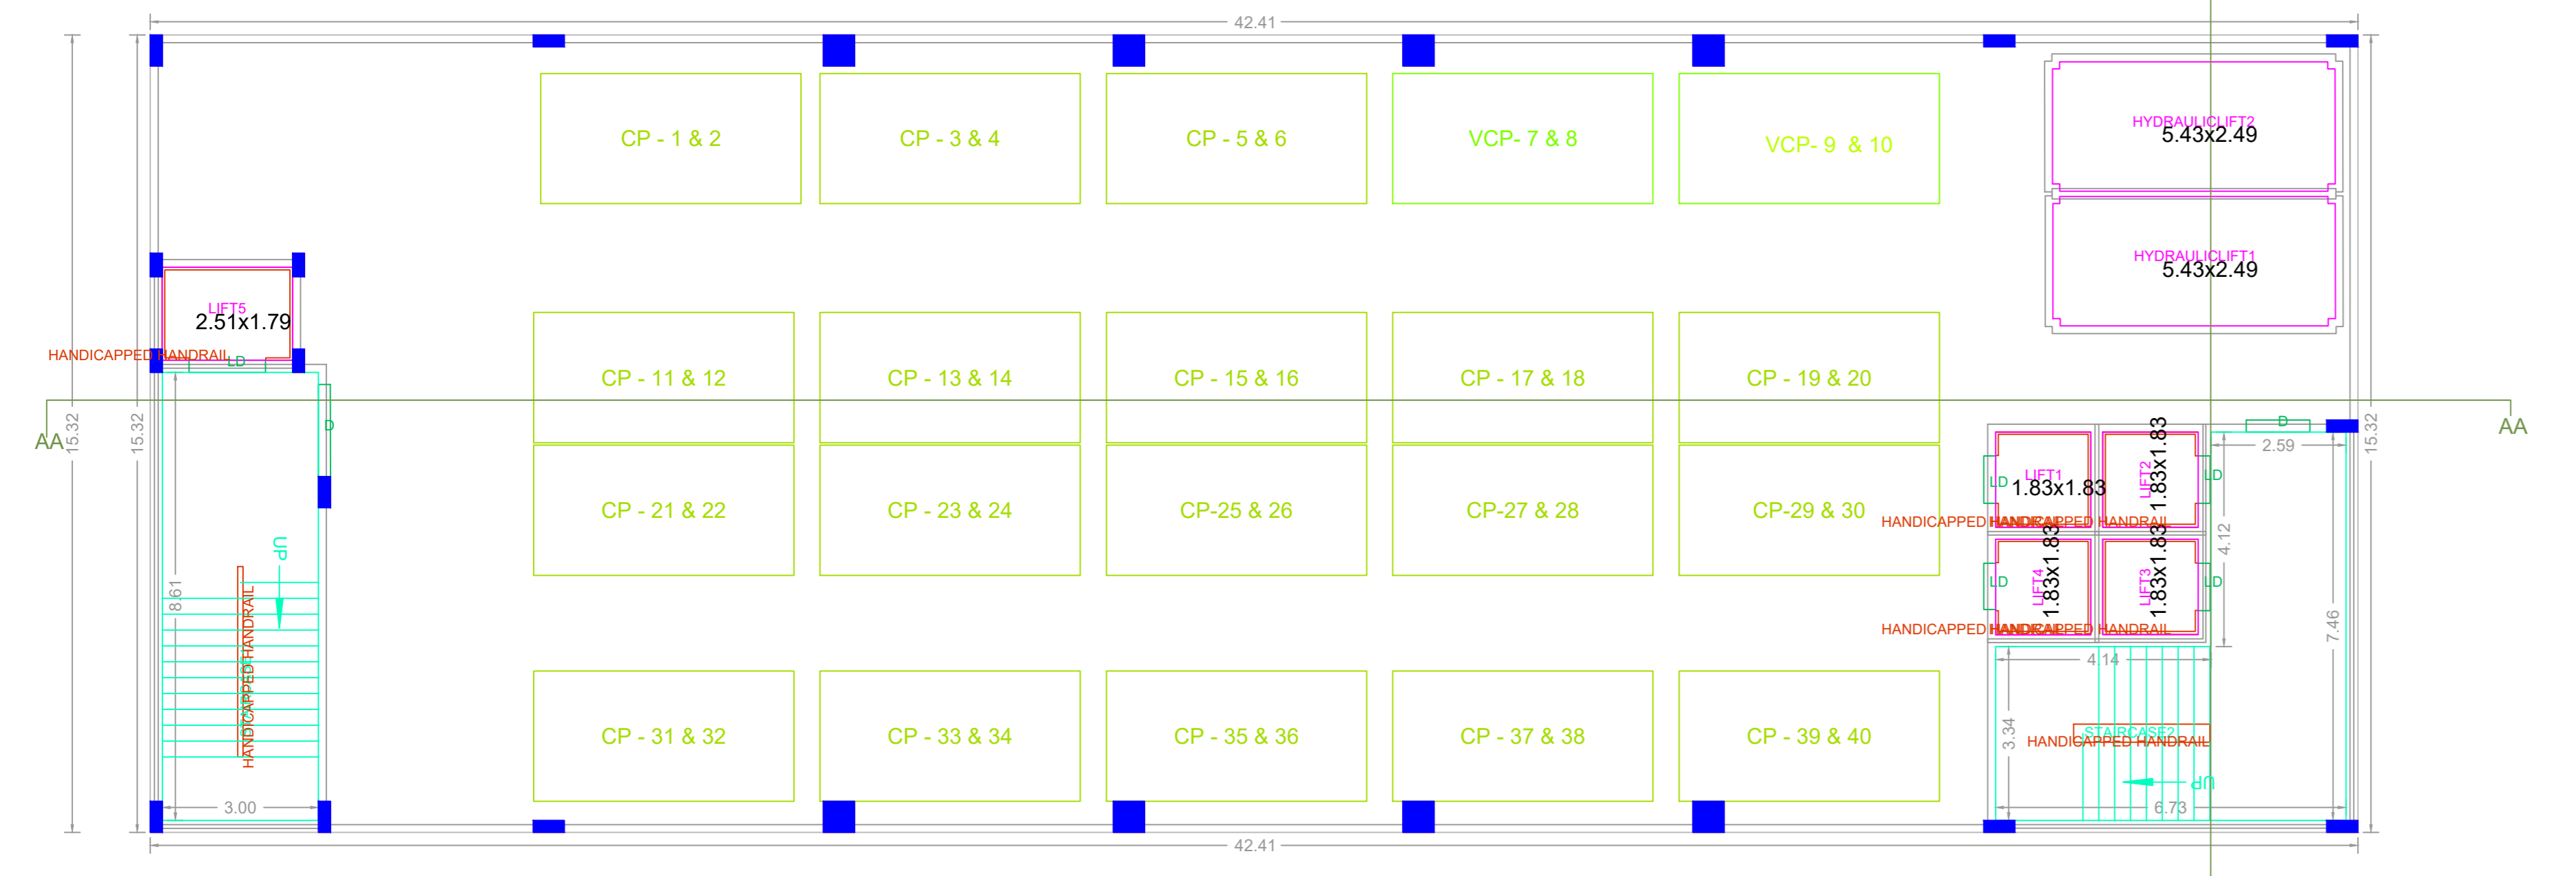 42.41
CP - 1 & 2
CP - 3 & 4
CP - 5 & 6
VCP- 7 & 8
VCP- 9 & 10
HYDRAULICLIFT2
5.43x2.49
HYDRAULICLIFT1
5.43x2.49
LIFT5
2.51x1.79
HANDICAPPED HANDRAIL
LD
CP - 11 & 12
CP - 13 & 14
CP - 15 & 16
CP - 17 & 18
CP - 19 & 20
AA
15.32
15.32
D
D
2.59
15.32
AA
LIFT1
1.83x1.83
LIFT2
1.83x1.83
LD
LD
CP - 21 & 22
CP - 23 & 24
CP-25 & 26
CP-27 & 28
CP-29 & 30
HANDICAPPED HANDRAIL
HANDICAPPED HANDRAIL
4.12
UP
8.61
LIFT4
1.83x1.83
LIFT3
1.83x1.83
LD
LD
HANDICAPPED HANDRAIL
HANDICAPPED HANDRAIL
7.46
HANDICAPPED HANDRAIL
4.14
CP - 31 & 32
CP - 33 & 34
CP - 35 & 36
CP - 37 & 38
CP - 39 & 40
3.34
STAIRCASE2
HANDICAPPED HANDRAIL
UP
3.00
6.73
42.41